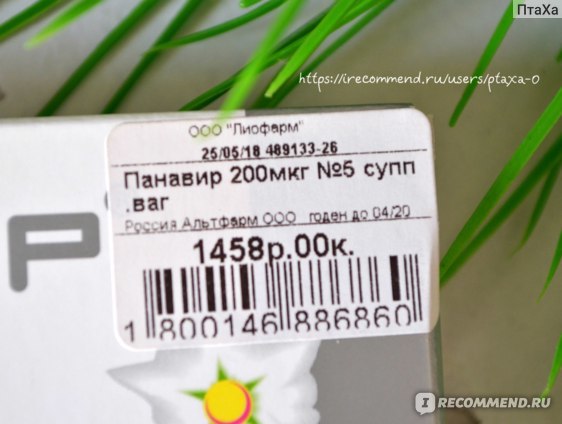 ПтаХа
https://irecommend.ru/users/ptaxa-0
ООО "Лиофарм"
25/05/18 489133-26
Панавир 200мкг №5 супп
.ваг
Россия Альтфарм ООО годен до 04/20
1458р.00к.
P
1 800146 886860
I RECOMMEND.RU